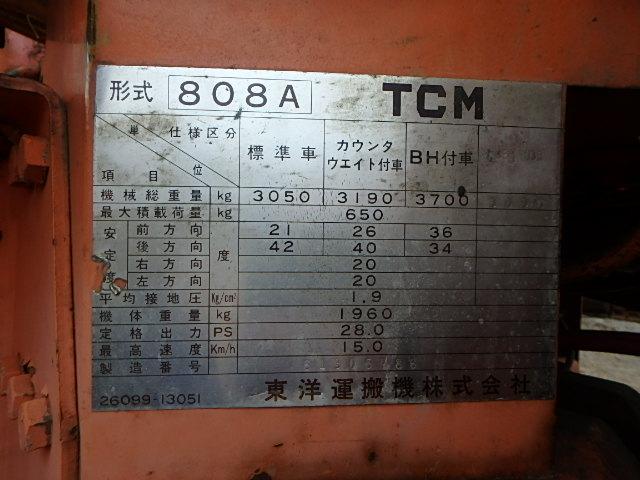 形式 808A TCM
単 仕様区分 標準車 カウンタウエイト付車 BH付車
項目 位
機械総重量 kg 3050 3190 3700
最大積載荷重 kg 650
安定度 前方向 度 21 26 36
後方向 42 40 34
右方向 20
左方向 20
平均接地圧 Kg/cm² 1.9
機体重量 kg 1960
定格出力 PS 28.0
最高速度 Km/h 15.0
製造番号
26099-13051 東洋運搬機株式会社